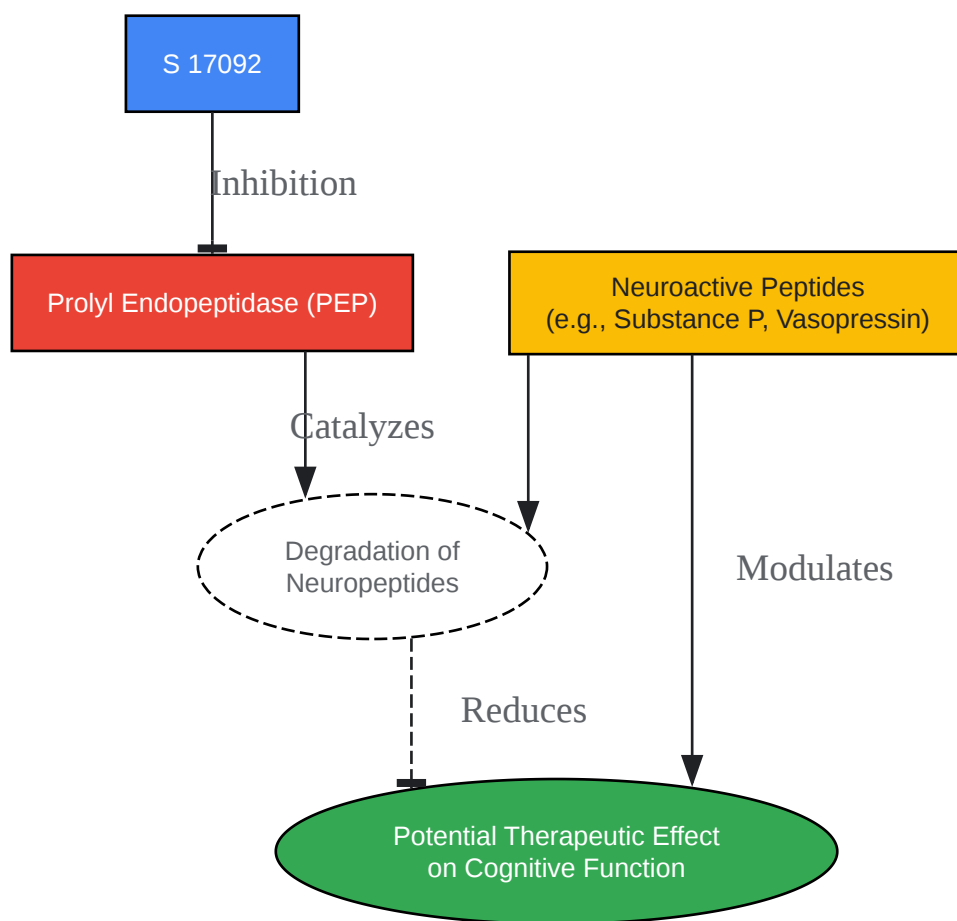 S 17092
Inhibition
Prolyl Endopeptidase (PEP)
Neuroactive Peptides
(e.g., Substance P, Vasopressin)
Catalyzes
Degradation of
Neuropeptides
Modulates
Reduces
Potential Therapeutic Effect
on Cognitive Function